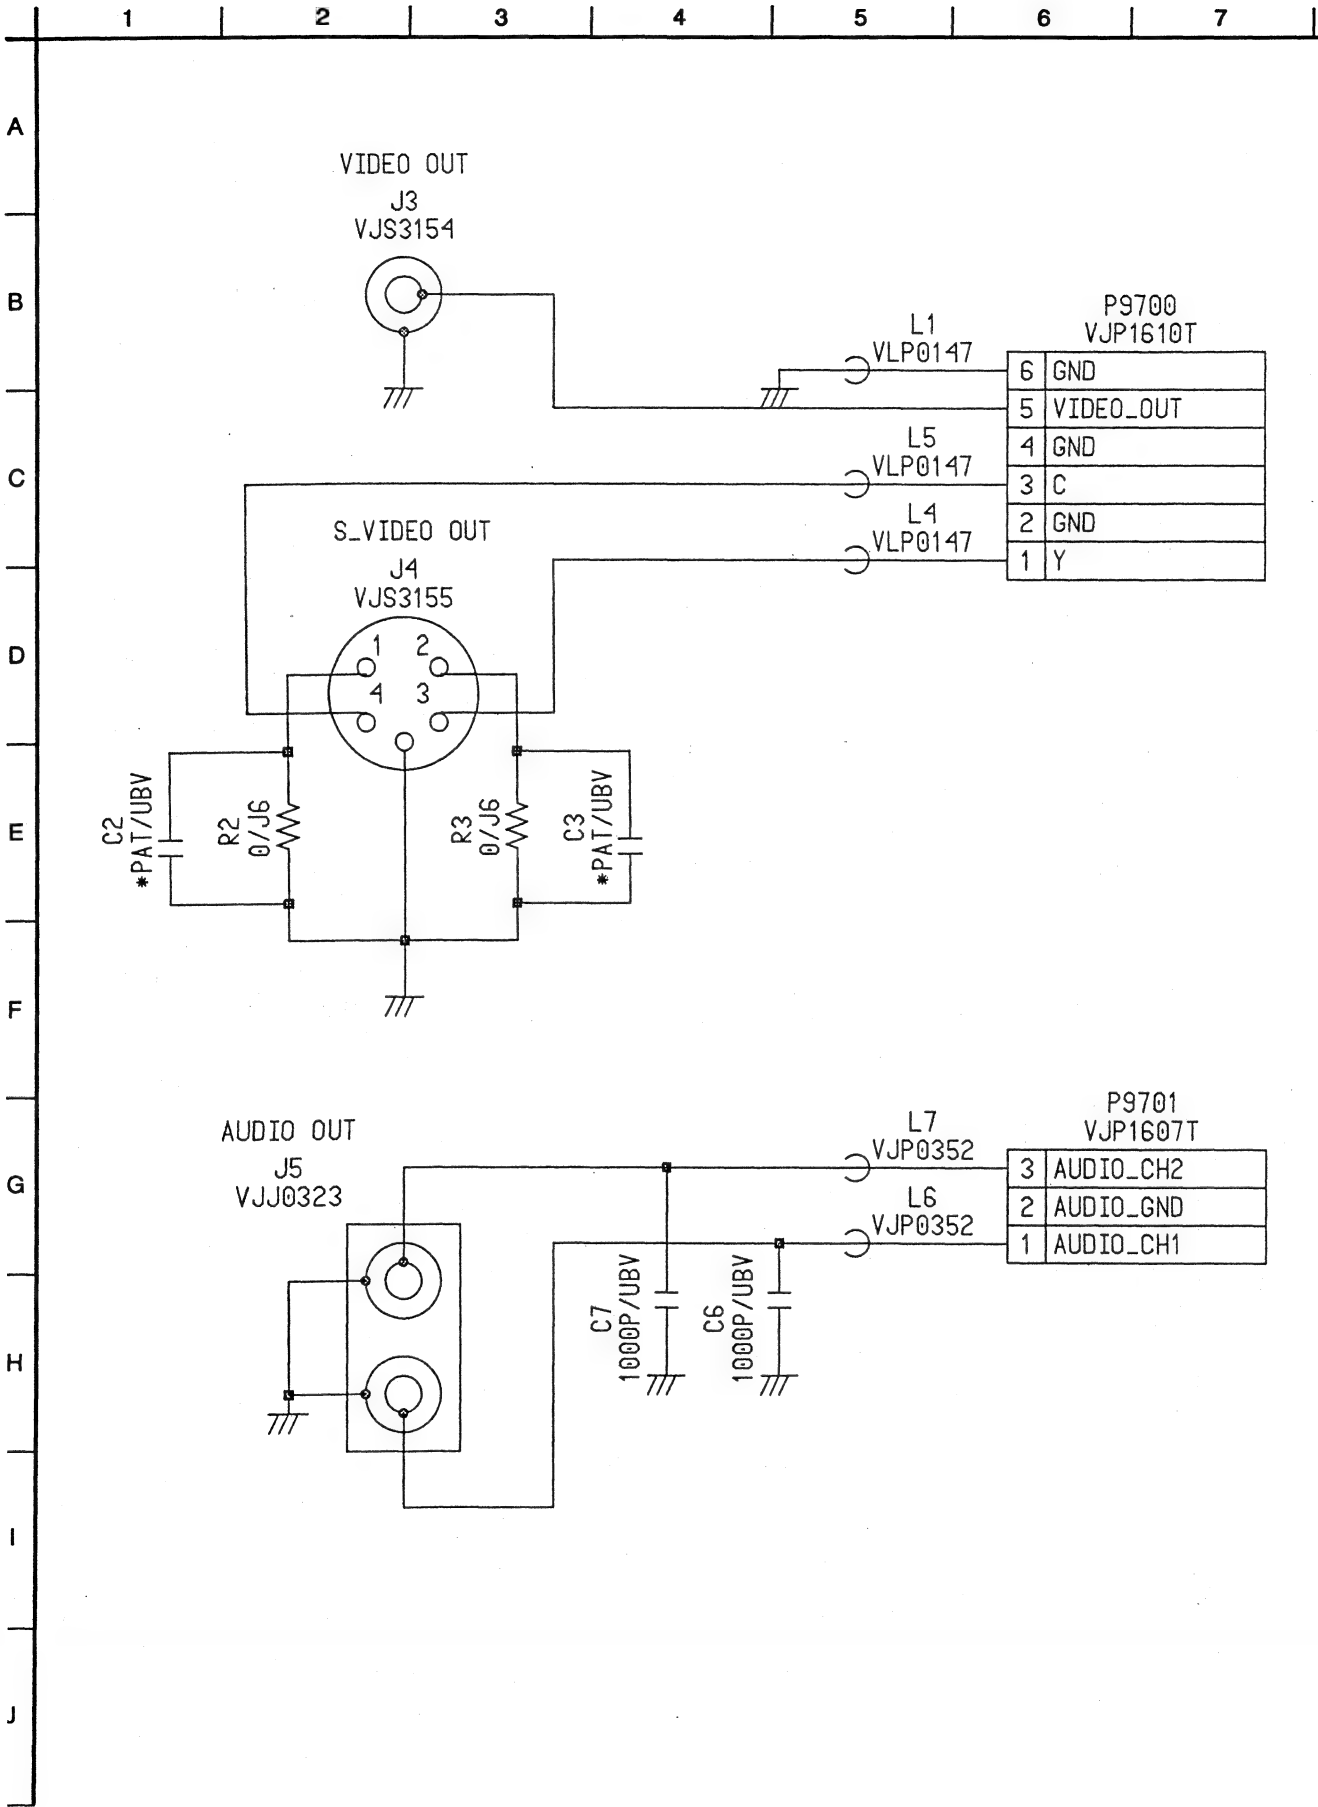 1 2 3 4 5 6 7
A
VIDEO OUT
J3
VJS3154
B
P9700
VJP1610T
L1
VLP0147
6 GND
5 VIDEO_OUT
L5
4 GND
C
VLP0147
3 C
L4
2 GND
S_VIDEO OUT
VLP0147
1 Y
J4
VJS3155
D
1 2
4 3
E
C2
*PAT/UBV
R2
0/J6
R3
0/J6
C3
*PAT/UBV
F
P9701
VJP1607T
AUDIO OUT
L7
VJP0352
J5
3 AUDIO_CH2
G
VJJ0323
L6
2 AUDIO_GND
VJP0352
1 AUDIO_CH1
C7
1000P/UBV
C6
1000P/UBV
H
I
J